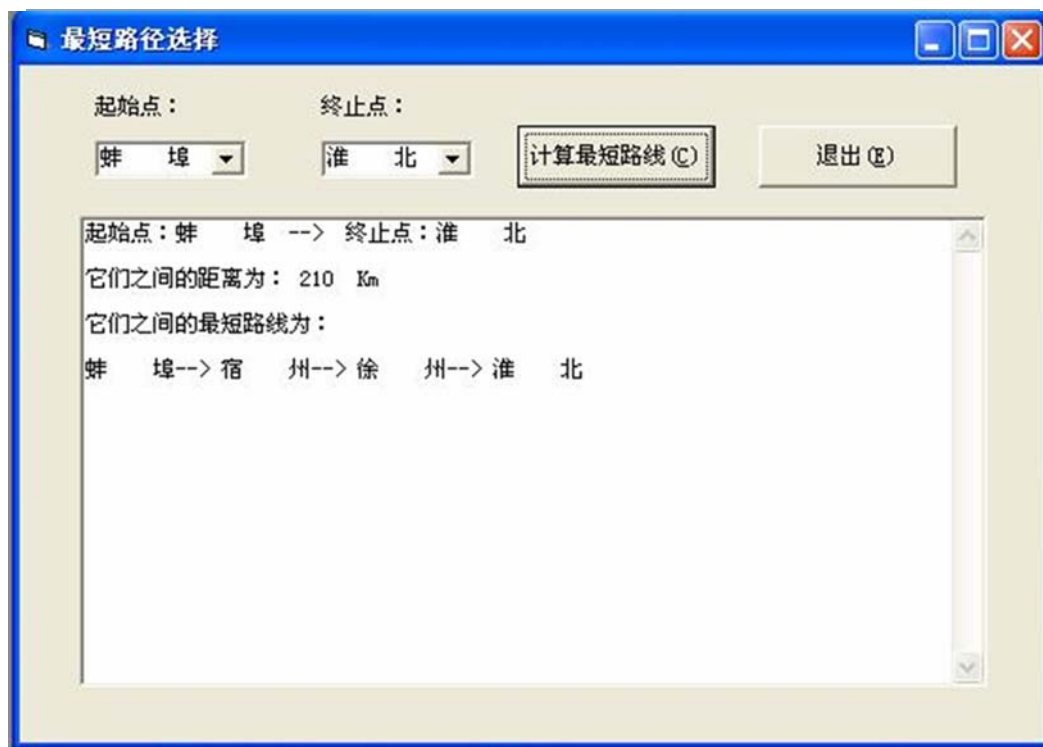 最短路径选择
起始点： 终止点：
蚌　埠 淮　北 计算最短路线(C) 退出(E)
起始点：蚌　埠 --> 终止点：淮　北
它们之间的距离为： 210 Km
它们之间的最短路线为：
蚌　埠-->宿　州-->徐　州-->淮　北